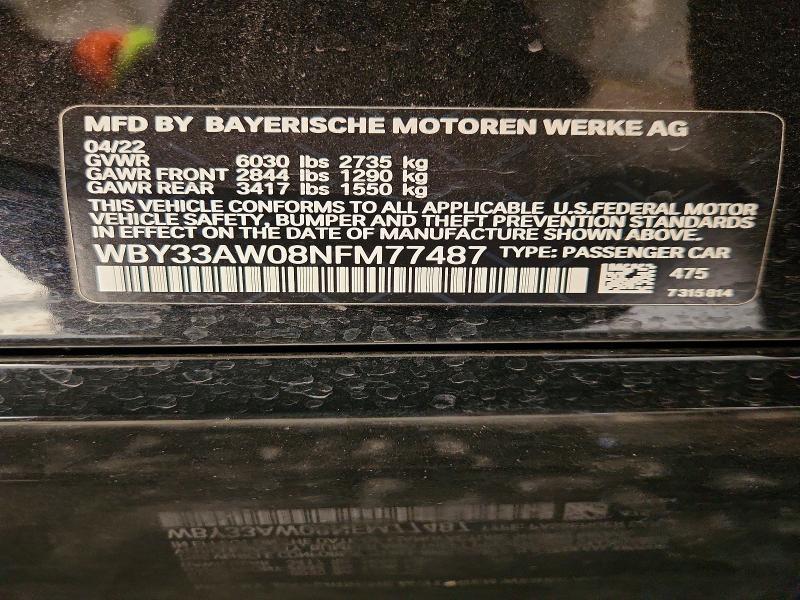 MFD BY BAYERISCHE MOTOREN WERKE AG
04/22
GVWR 6030 lbs 2735 kg
GAWR FRONT 2844 lbs 1290 kg
GAWR REAR 3417 lbs 1550 kg
THIS VEHICLE CONFORMS TO ALL APPLICABLE U.S.FEDERAL MOTOR
VEHICLE SAFETY, BUMPER AND THEFT PREVENTION STANDARDS
IN EFFECT ON THE DATE OF MANUFACTURE SHOWN ABOVE.
WBY33AW08NFM77487 TYPE: PASSENGER CAR
475
7315814